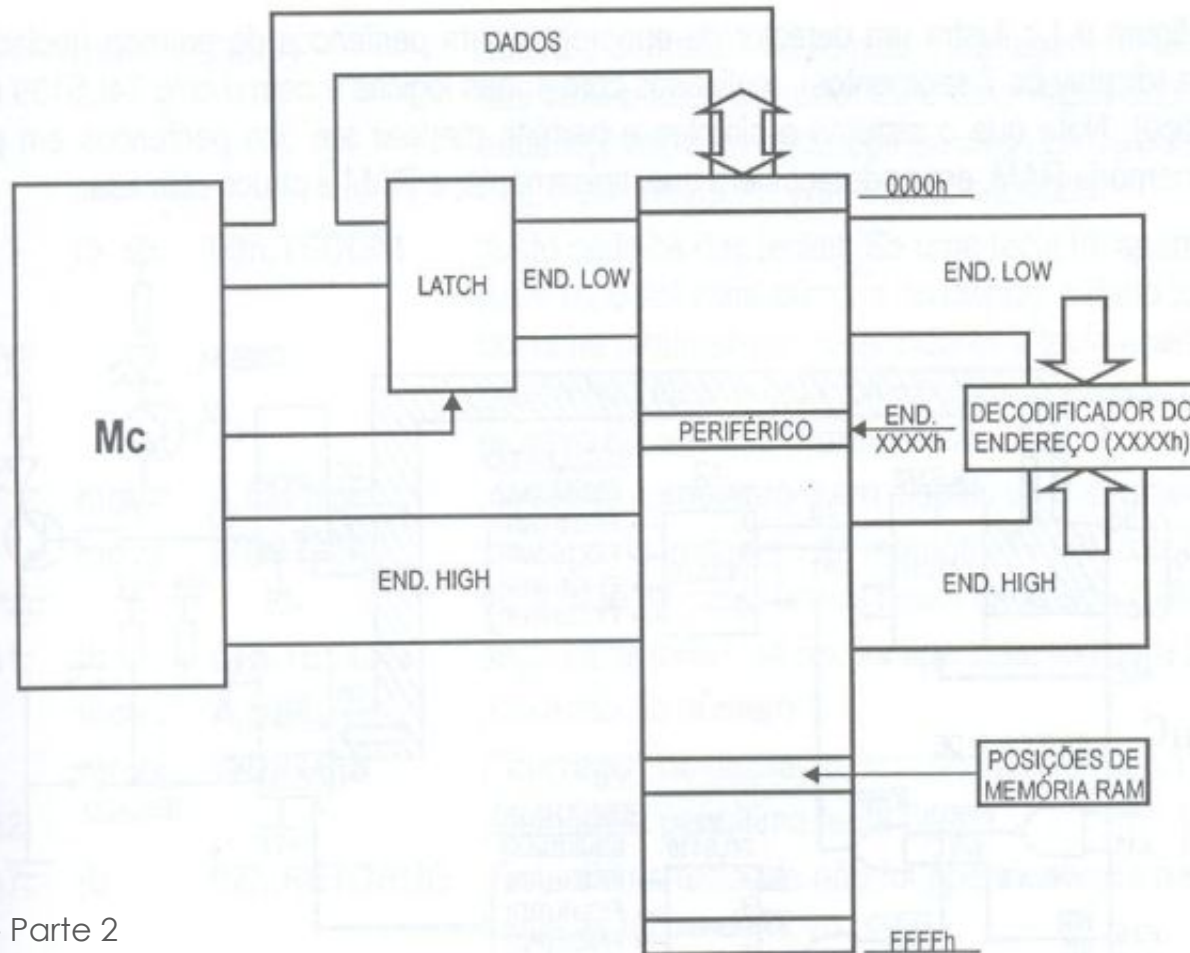 DADOS
0000h
LATCH
END. LOW
END. LOW
Mc
PERIFÉRICO
END.
XXXXh
DECODIFICADOR DO
ENDEREÇO (XXXXh)
END. HIGH
END. HIGH
POSIÇÕES DE
MEMÓRIA RAM
FFFFh
Parte 2